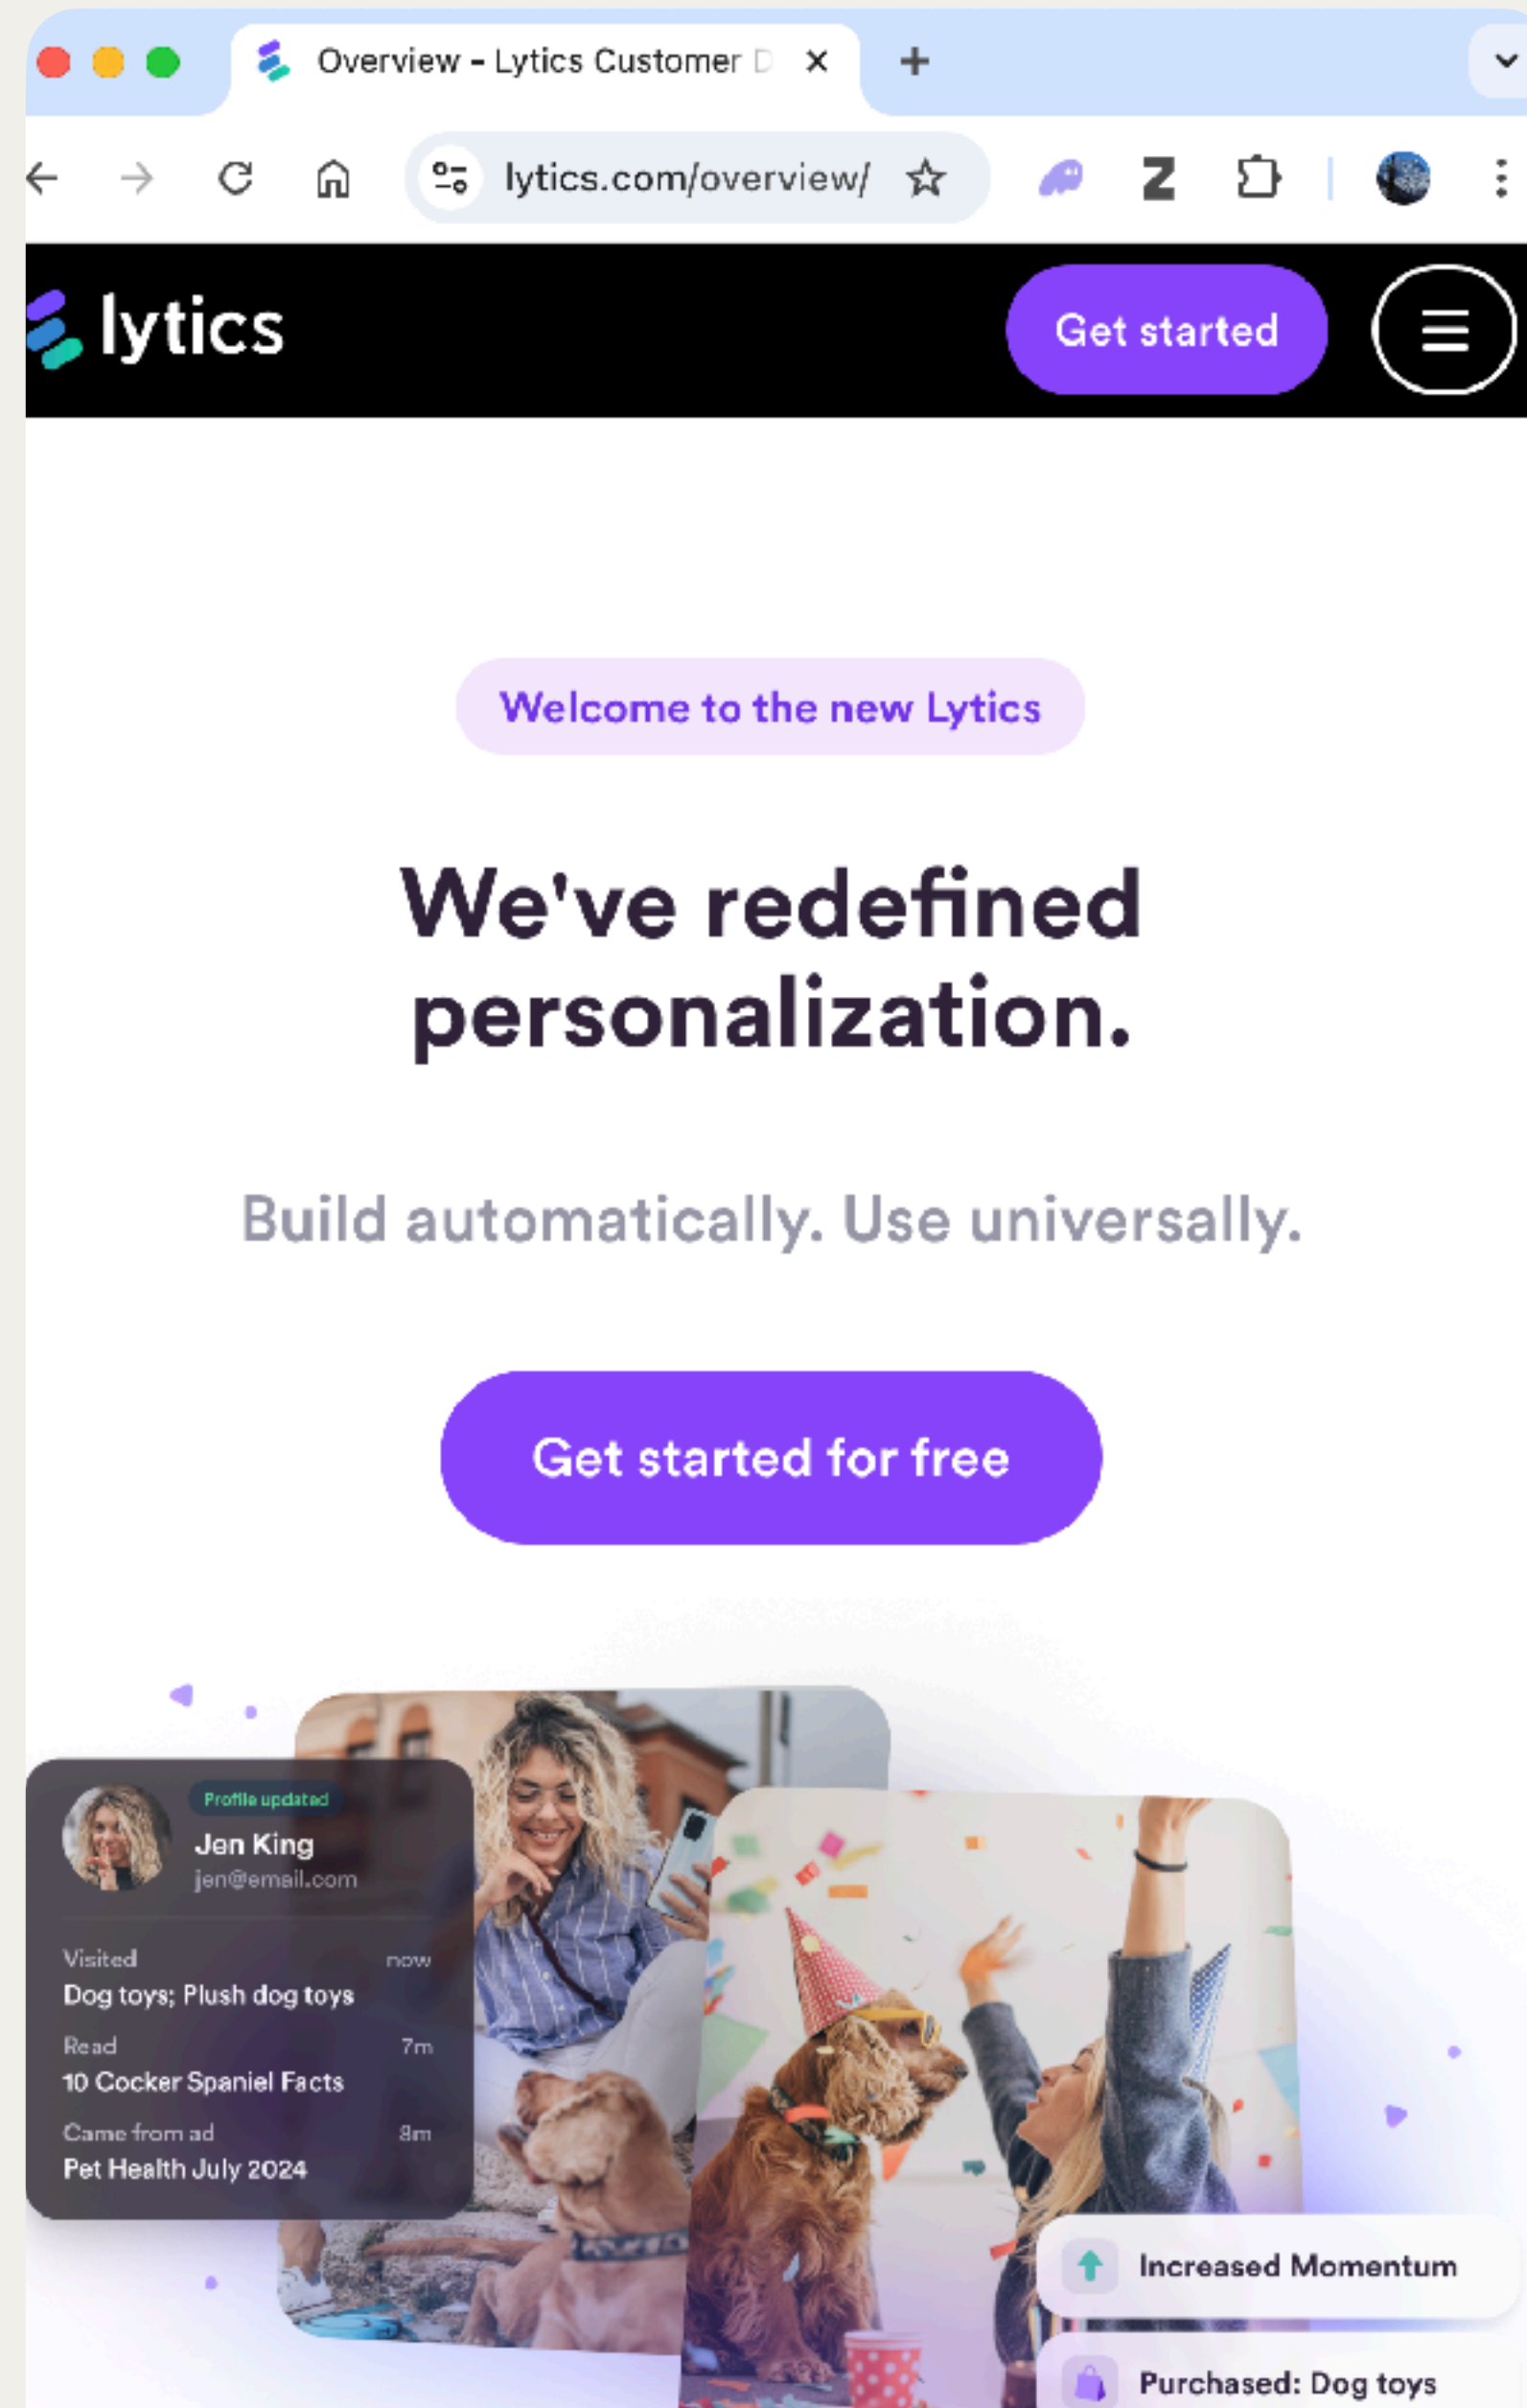 Overview - Lytics Customer D
lytics.com/overview/
lytics
Get started
Welcome to the new Lytics
We've redefined
personalization.
Build automatically. Use universally.
Get started for free
Profile updated
Jen King
jen@email.com
Visited now
Dog toys; Plush dog toys
Read 7m
10 Cocker Spaniel Facts
Came from ad 8m
Pet Health July 2024
Increased Momentum
Purchased: Dog toys